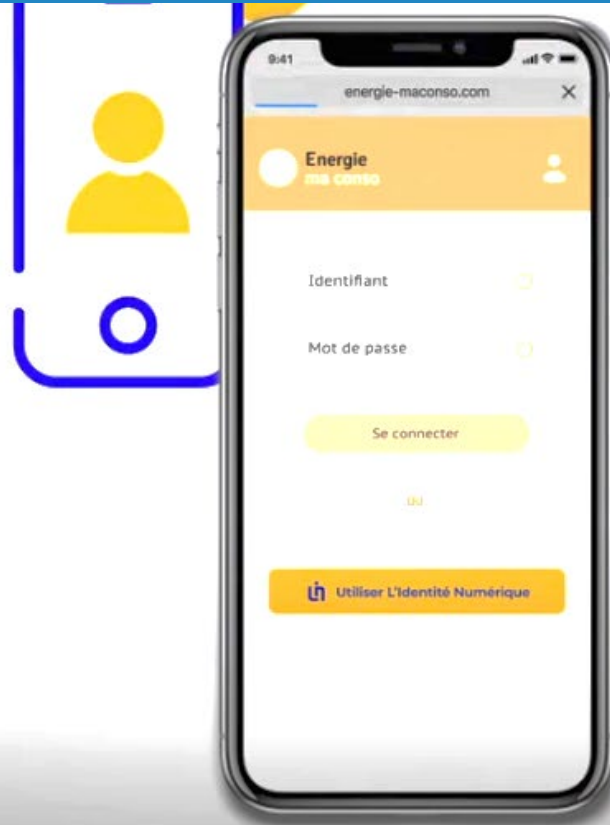 9:41
energie-maconso.com
Energie
ma conso
Identifiant
Mot de passe
Se connecter
ou
Utiliser L'Identité Numérique